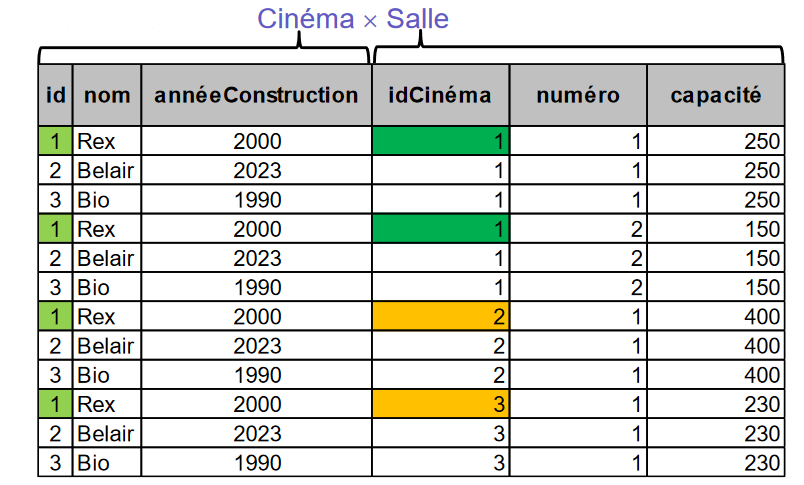 Cinéma × Salle
id nom annéeConstruction idCinéma numéro capacité
1 Rex 2000 1 1 250
2 Belair 2023 1 1 250
3 Bio 1990 1 1 250
1 Rex 2000 1 2 150
2 Belair 2023 1 2 150
3 Bio 1990 1 2 150
1 Rex 2000 2 1 400
2 Belair 2023 2 1 400
3 Bio 1990 2 1 400
1 Rex 2000 3 1 230
2 Belair 2023 3 1 230
3 Bio 1990 3 1 230